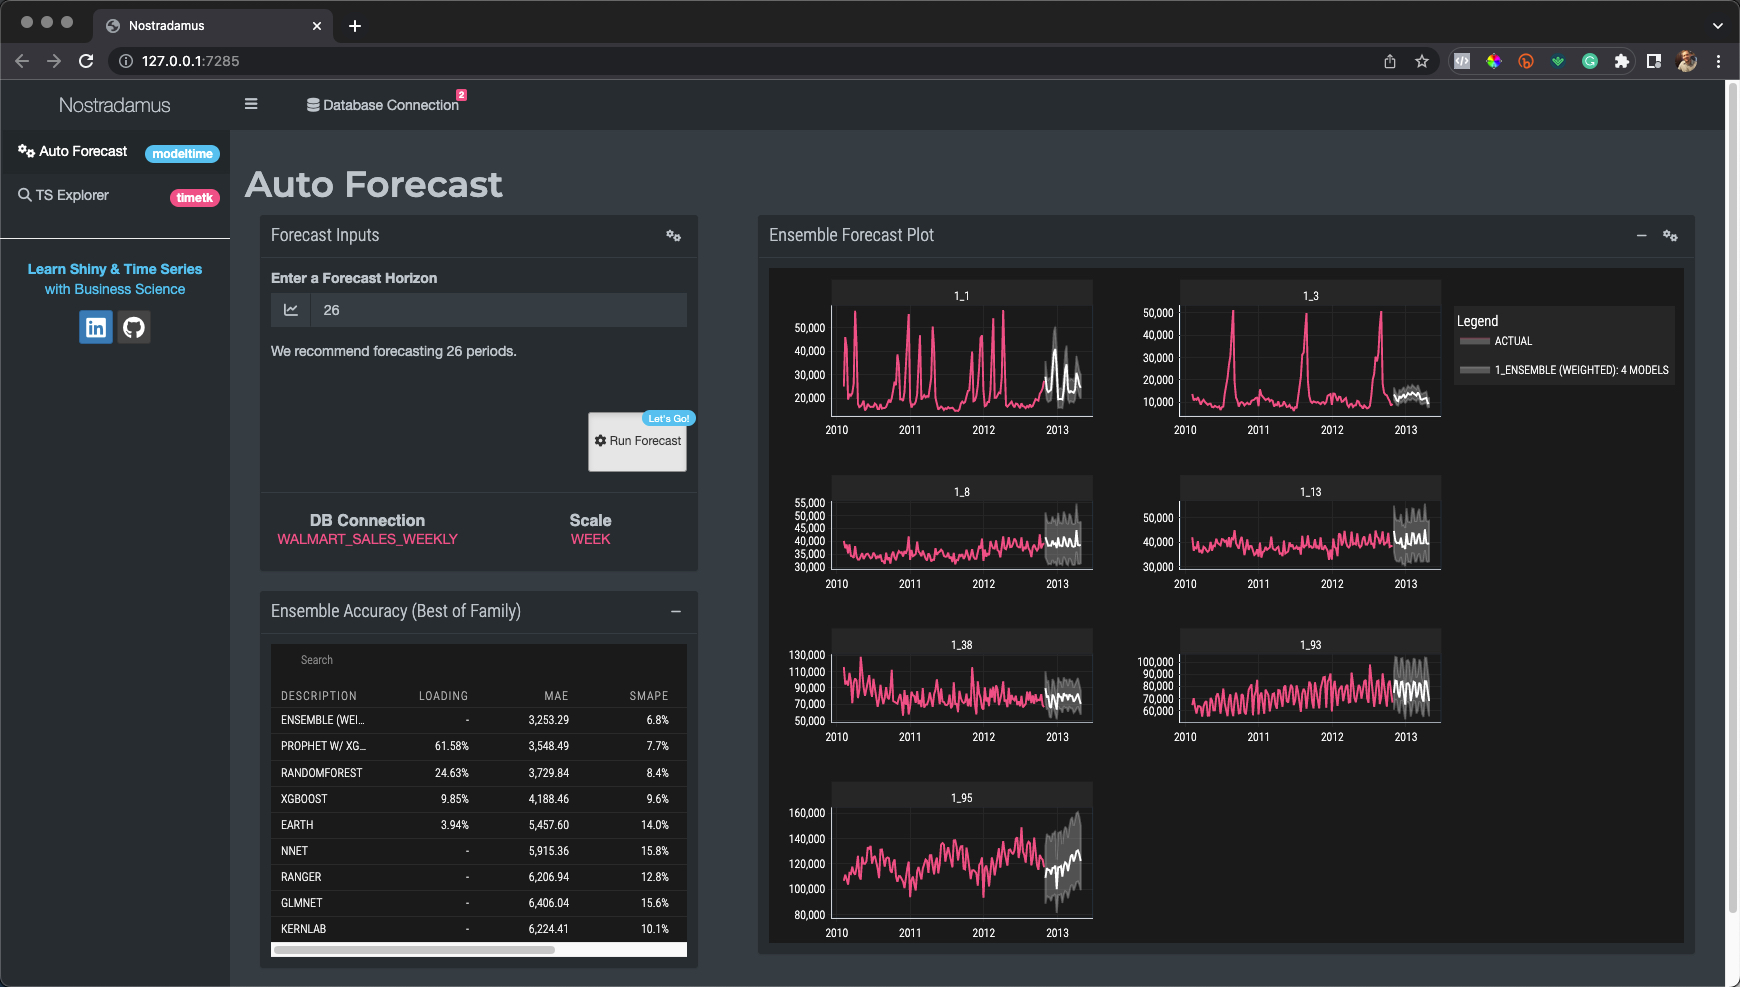 Nostradamus
127.0.0.1:7285
Nostradamus
Database Connection
2
Auto Forecast
modeltime
TS Explorer
timetk
Learn Shiny & Time Series
with Business Science
in
Auto Forecast
Forecast Inputs
Enter a Forecast Horizon
26
We recommend forecasting 26 periods.
Let's Go!
Run Forecast
DB Connection
WALMART_SALES_WEEKLY
Scale
WEEK
Ensemble Accuracy (Best of Family)
Search
DESCRIPTION LOADING MAE SMAPE
ENSEMBLE (WEI... - 3,253.29 6.8%
PROPHET W/ XG... 61.58% 3,548.49 7.7%
RANDOMFOREST 24.63% 3,729.84 8.4%
XGBOOST 9.85% 4,188.46 9.6%
EARTH 3.94% 5,457.60 14.0%
NNET - 5,915.36 15.8%
RANGER - 6,206.94 12.8%
GLMNET - 6,406.04 15.6%
KERNLAB - 6,224.41 10.1%
Ensemble Forecast Plot
1_1
50,000
40,000
30,000
20,000
2010 2011 2012 2013
1_3
50,000
40,000
30,000
20,000
10,000
2010 2011 2012 2013
Legend
ACTUAL
1_ENSEMBLE (WEIGHTED): 4 MODELS
1_8
55,000
50,000
45,000
40,000
35,000
30,000
2010 2011 2012 2013
1_13
50,000
40,000
30,000
2010 2011 2012 2013
1_38
130,000
110,000
90,000
70,000
50,000
2010 2011 2012 2013
1_93
100,000
90,000
80,000
70,000
60,000
2010 2011 2012 2013
1_95
160,000
140,000
120,000
100,000
80,000
2010 2011 2012 2013